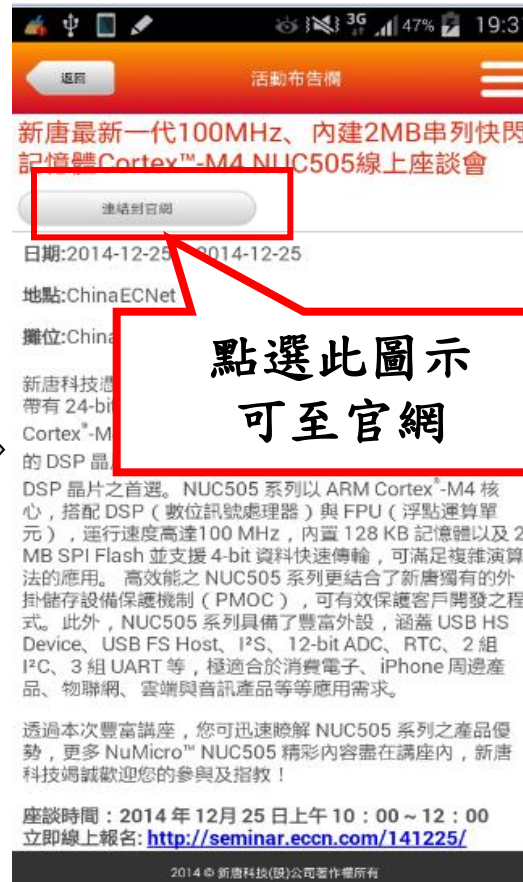 3G 47% 19:3
返回
活動布告欄
新唐最新一代100MHz、內建2MB串列快閃
記憶體Cortex™-M4 NUC505線上座談會
連結到官網
日期:2014-12-25 2014-12-25
地點:ChinaECNet
攤位:China
點選此圖示
可至官網
新唐科技憑
帶有 24-bit
Cortex®-M
的 DSP 晶
DSP 晶片之首選。NUC505 系列以 ARM Cortex®-M4 核
心，搭配 DSP（數位訊號處理器）與 FPU（浮點運算單
元），運行速度高達100 MHz，內置 128 KB 記憶體以及 2
MB SPI Flash 並支援 4-bit 資料快速傳輸，可滿足複雜演算
法的應用。 高效能之 NUC505 系列更結合了新唐獨有的外
掛儲存設備保護機制（PMOC），可有效保護客戶開發之程
式。此外，NUC505 系列具備了豐富外設，涵蓋 USB HS
Device、USB FS Host、I²S、12-bit ADC、RTC、2 組
I²C、3 組 UART 等，極適合於消費電子、iPhone 周邊產
品、物聯網、雲端與音訊產品等等應用需求。
透過本次豐富講座，您可迅速瞭解 NUC505 系列之產品優
勢，更多 NuMicro™ NUC505 精彩內容盡在講座內，新唐
科技竭誠歡迎您的參與及指教！
座談時間：2014 年 12月 25 日上午 10：00～12：00
立即線上報名: http://seminar.eccn.com/141225/
2014 © 新唐科技(股)公司著作權所有